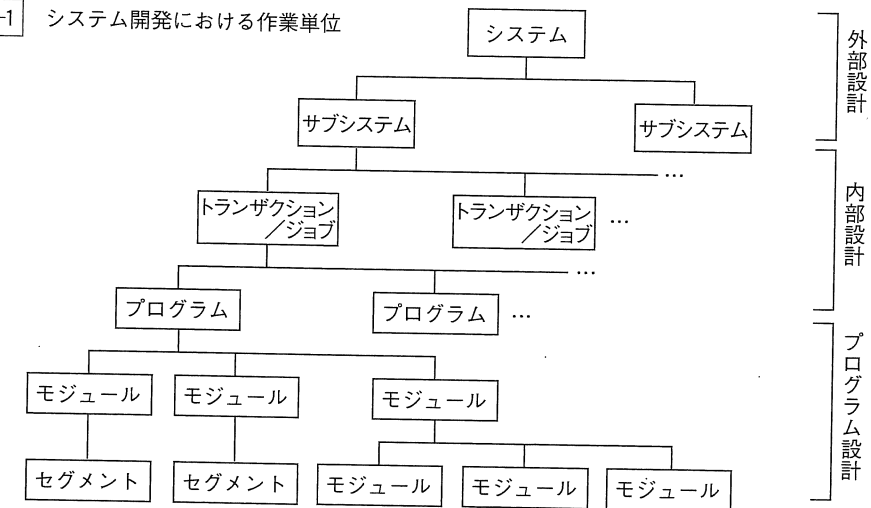 -1 システム開発における作業単位
システム
外部設計
サブシステム
サブシステム
…
内部設計
トランザクション
／ジョブ
トランザクション
／ジョブ
…
…
プログラム
プログラム
…
プログラム設計
モジュール
モジュール
モジュール
セグメント
セグメント
モジュール
モジュール
モジュール